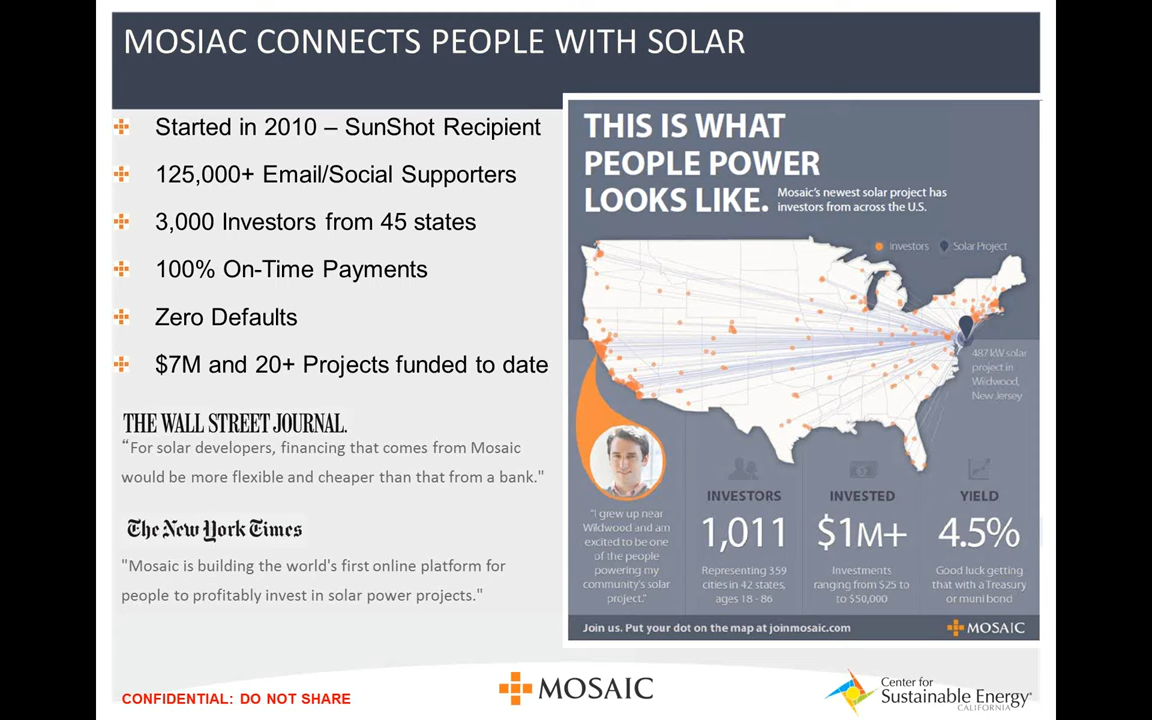 MOSIAC CONNECTS PEOPLE WITH SOLAR
Started in 2010 – SunShot Recipient
125,000+ Email/Social Supporters
3,000 Investors from 45 states
100% On-Time Payments
Zero Defaults
$7M and 20+ Projects funded to date
THE WALL STREET JOURNAL.
“For solar developers, financing that comes from Mosaic
would be more flexible and cheaper than that from a bank."
The New York Times
"Mosaic is building the world's first online platform for
people to profitably invest in solar power projects."
THIS IS WHAT
PEOPLE POWER
LOOKS LIKE.
Mosaic's newest solar project has
investors from across the U.S.
Investors
Solar Project
487 kW solar
project in
Wildwood,
New Jersey
"I grew up near
Wildwood and am
excited to be one
of the people
powering my
community's solar
project."
INVESTORS
1,011
Representing 359
cities in 42 states,
ages 18 - 86
INVESTED
$1M+
Investments
ranging from $25 to
to $50,000
YIELD
4.5%
Good luck getting
that with a Treasury
or muni bond
Join us. Put your dot on the map at joinmosaic.com
MOSAIC
CONFIDENTIAL: DO NOT SHARE
MOSAIC
Center for
Sustainable Energy
CALIFORNIA